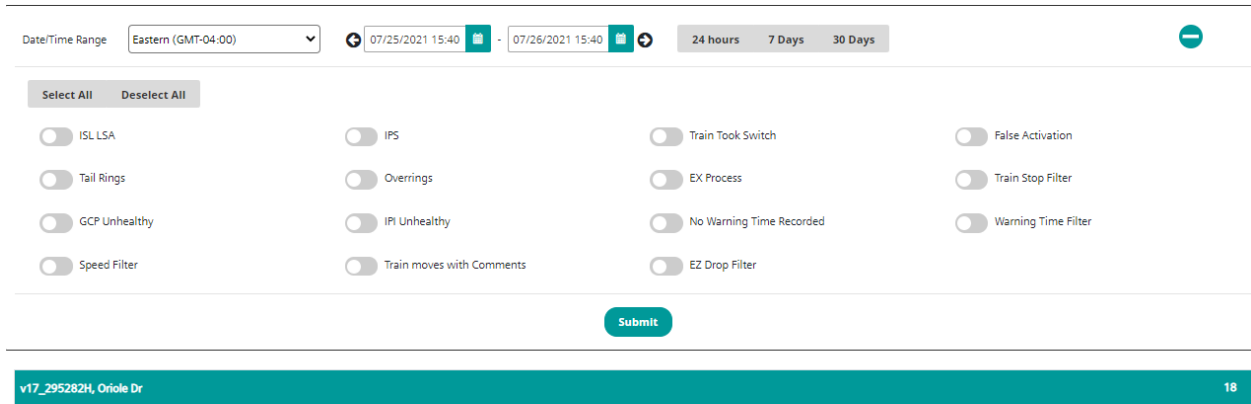 Date/Time Range Eastern (GMT-04:00) 07/25/2021 15:40 - 07/26/2021 15:40 24 hours 7 Days 30 Days
Select All Deselect All
ISL LSA IPS Train Took Switch False Activation
Tail Rings Overrings EX Process Train Stop Filter
GCP Unhealthy IPI Unhealthy No Warning Time Recorded Warning Time Filter
Speed Filter Train moves with Comments EZ Drop Filter
Submit
v17_295282H, Oriole Dr 18